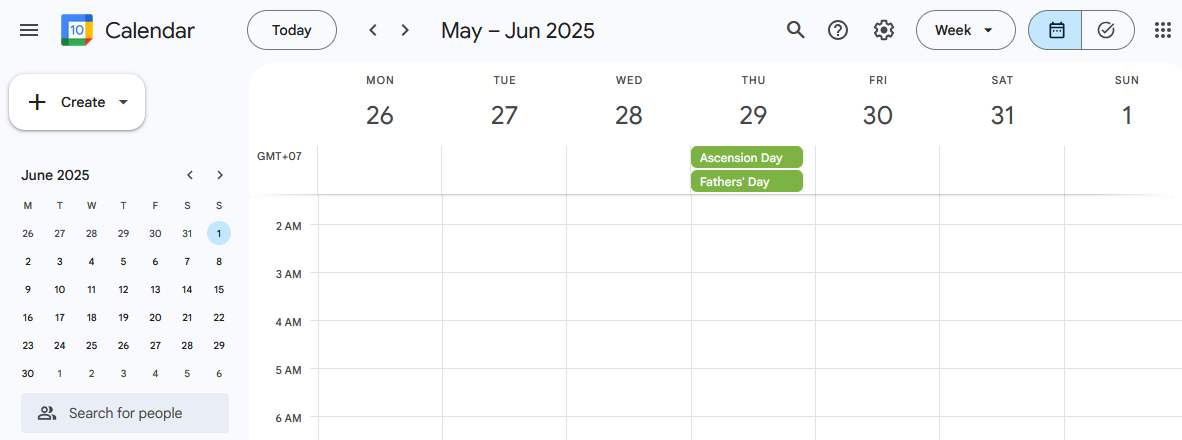 10 Calendar Today May – Jun 2025 Week
Create
MON TUE WED THU FRI SAT SUN
26 27 28 29 30 31 1
GMT+07
Ascension Day
Fathers' Day
June 2025
M T W T F S S
26 27 28 29 30 31 1
2 3 4 5 6 7 8
9 10 11 12 13 14 15
16 17 18 19 20 21 22
23 24 25 26 27 28 29
30 1 2 3 4 5 6
Search for people
2 AM
3 AM
4 AM
5 AM
6 AM